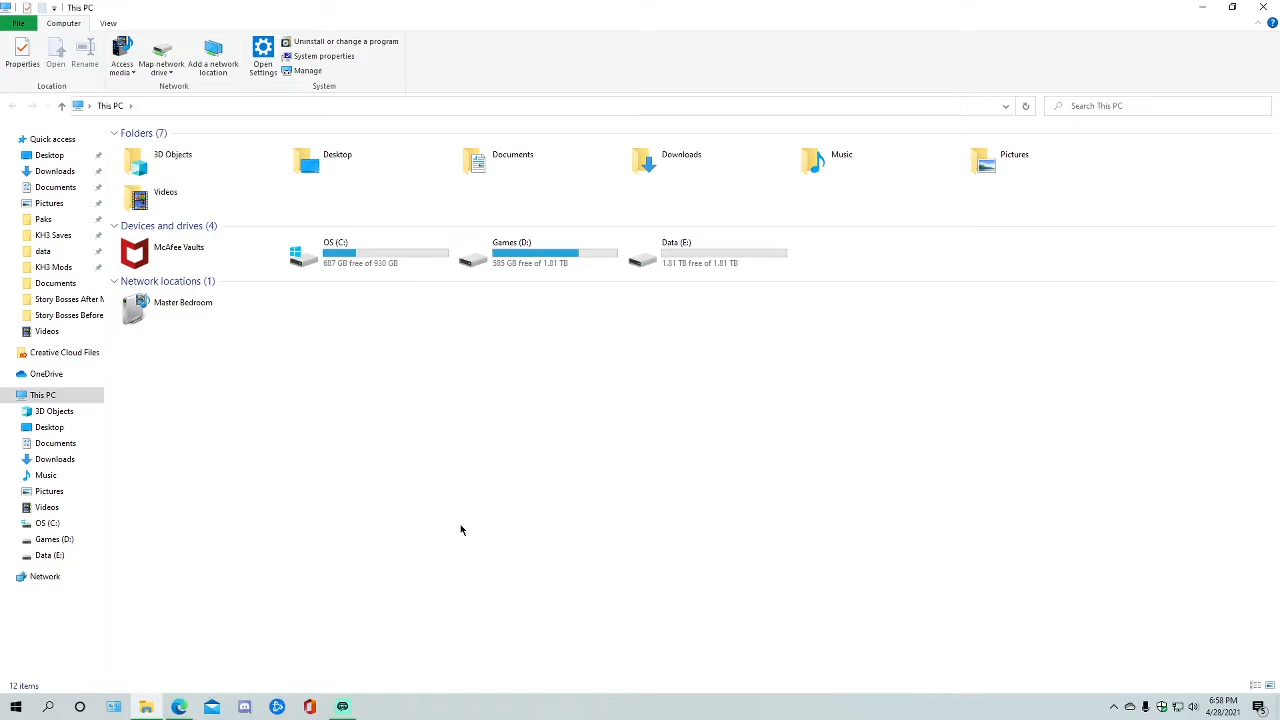 This PC
File Computer View
Properties Open Rename Access media Map network drive Add a network location Open Settings Uninstall or change a program
System properties
Manage
Location Network System
This PC Search This PC
Quick access
Desktop
Downloads
Documents
Pictures
Paks
KH3 Saves
data
KH3 Mods
Documents
Story Bosses After M
Story Bosses Before
Videos
Creative Cloud Files
OneDrive
This PC
3D Objects
Desktop
Documents
Downloads
Music
Pictures
Videos
OS (C:)
Games (D:)
Data (E:)
Network
Folders (7)
3D Objects Desktop Documents Downloads Music Pictures
Videos
Devices and drives (4)
McAfee Vaults
OS (C:)
687 GB free of 930 GB
Games (D:)
585 GB free of 1.81 TB
Data (E:)
1.81 TB free of 1.81 TB
Network locations (1)
Master Bedroom
12 items
6:58 PM
4/28/2021
5